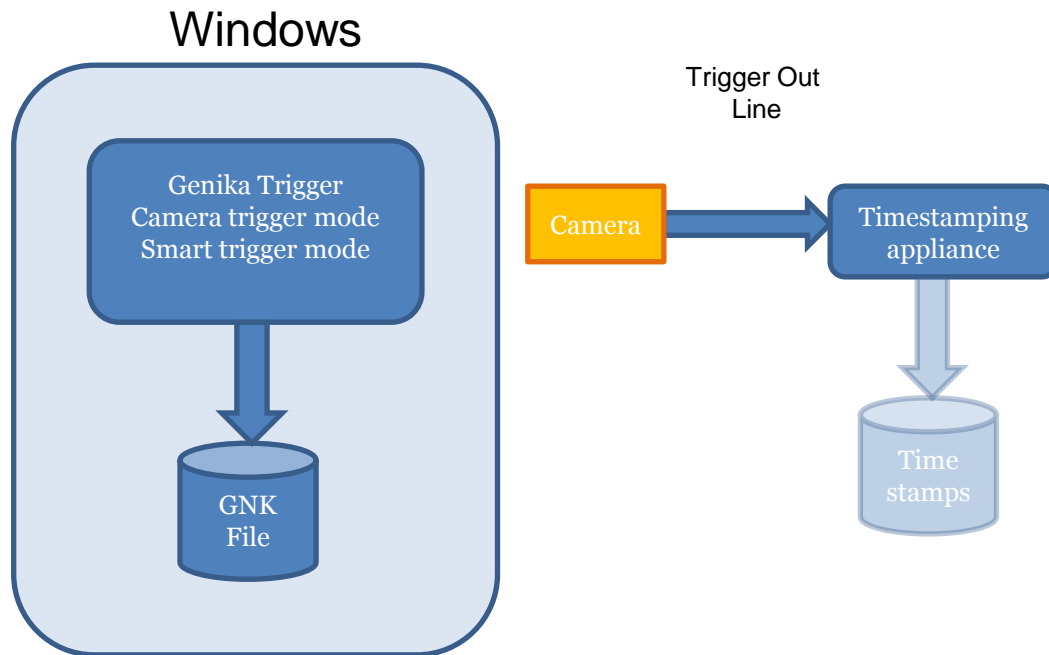 Windows
Genika Trigger
Camera trigger mode
Smart trigger mode
GNK
File
Trigger Out
Line
Camera
Timestamping
appliance
Time
stamps